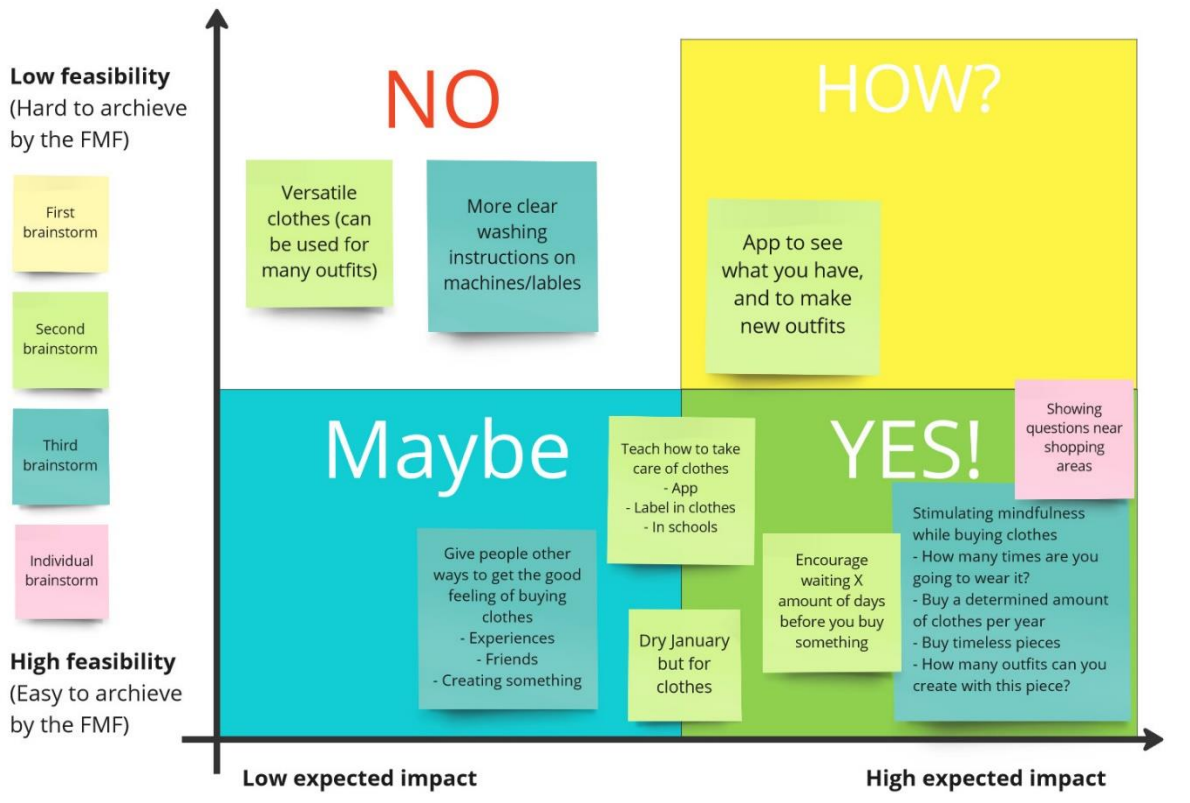 Low feasibility
(Hard to archieve
by the FMF)
First
brainstorm
Second
brainstorm
Third
brainstorm
Individual
brainstorm
High feasibility
(Easy to archieve
by the FMF)
NO
Versatile
clothes (can
be used for
many outfits)
More clear
washing
instructions on
machines/lables
HOW?
App to see
what you have,
and to make
new outfits
Maybe
Teach how to take
care of clothes
- App
- Label in clothes
- In schools
Give people other
ways to get the good
feeling of buying
clothes
- Experiences
- Friends
- Creating something
Dry January
but for
clothes
YES!
Showing
questions near
shopping
areas
Encourage
waiting X
amount of days
before you buy
something
Stimulating mindfulness
while buying clothes
- How many times are you
going to wear it?
- Buy a determined amount
of clothes per year
- Buy timeless pieces
- How many outfits can you
create with this piece?
Low expected impact
High expected impact